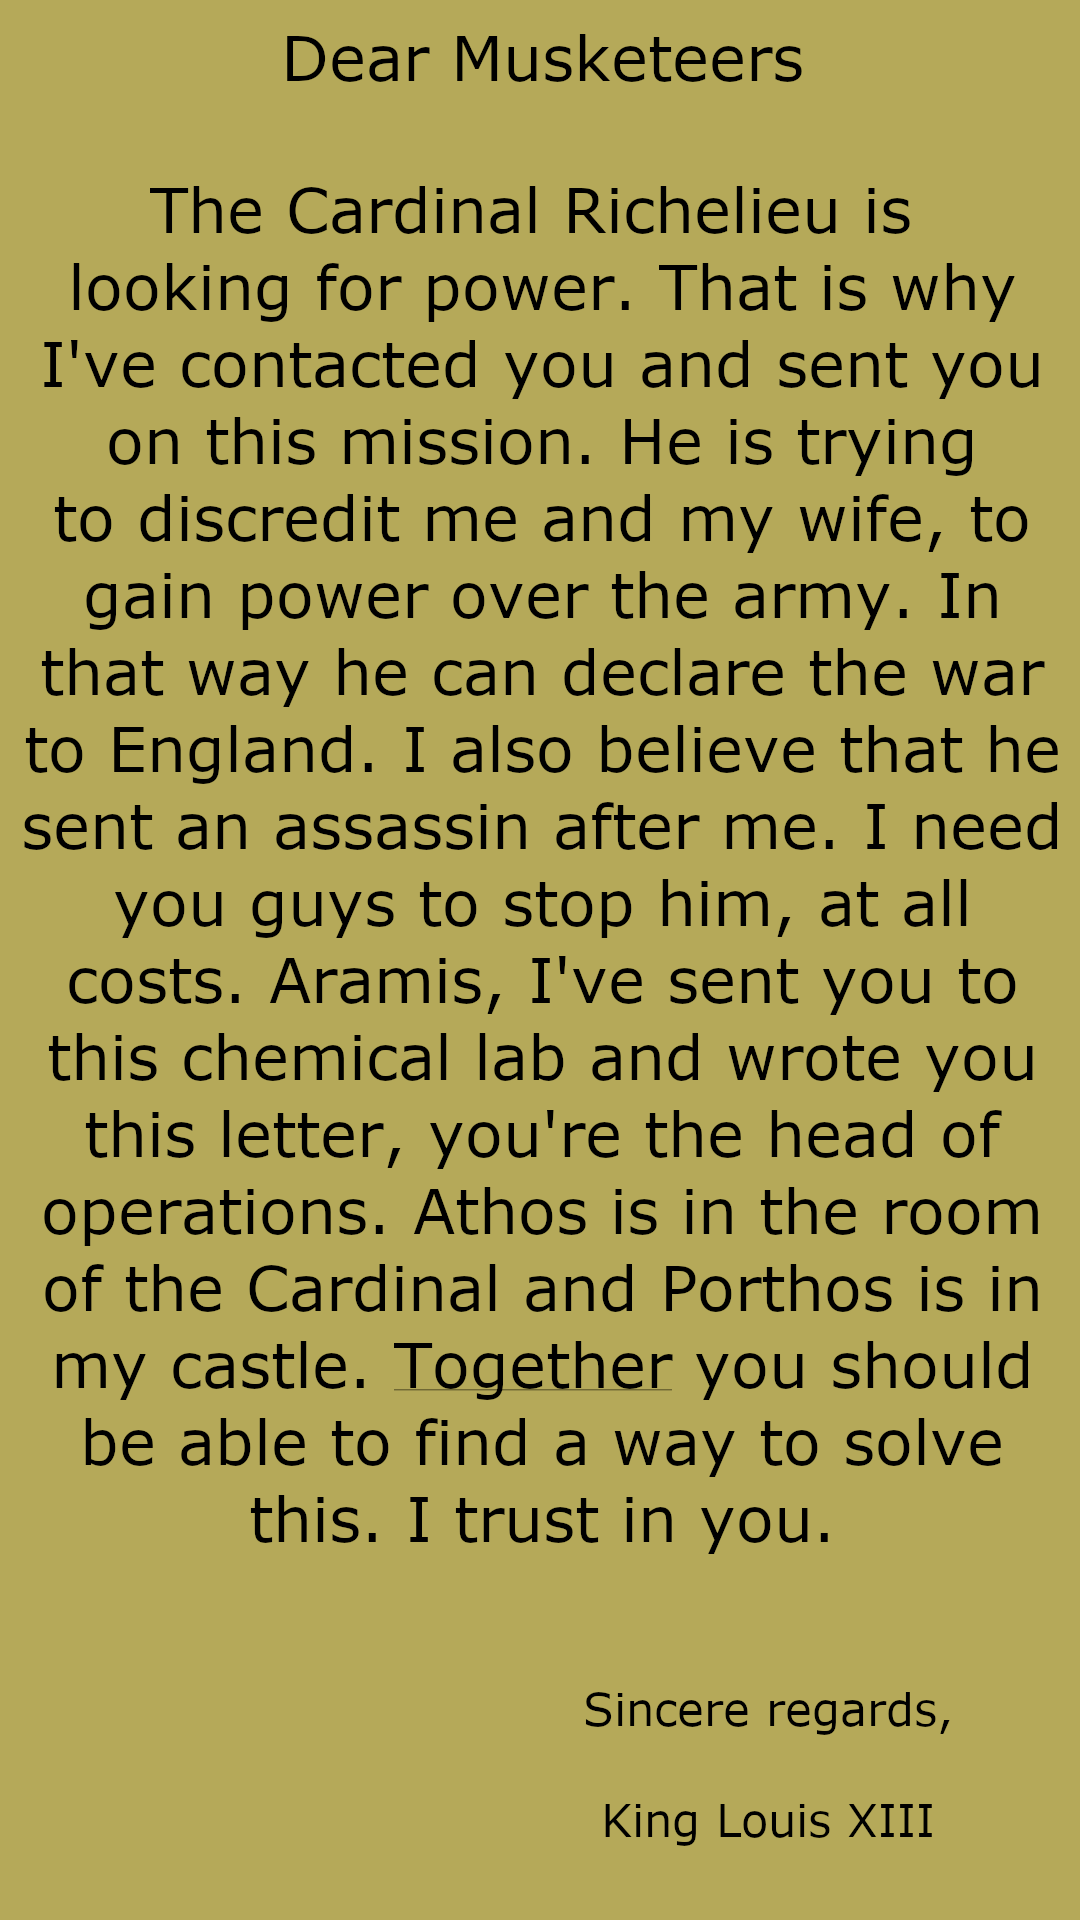 Dear Musketeers
The Cardinal Richelieu is
looking for power. That is why
I've contacted you and sent you
on this mission. He is trying
to discredit me and my wife, to
gain power over the army. In
that way he can declare the war
to England. I also believe that he
sent an assassin after me. I need
you guys to stop him, at all
costs. Aramis, I've sent you to
this chemical lab and wrote you
this letter, you're the head of
operations. Athos is in the room
of the Cardinal and Porthos is in
my castle. Together you should
be able to find a way to solve
this. I trust in you.
Sincere regards,
King Louis XIII